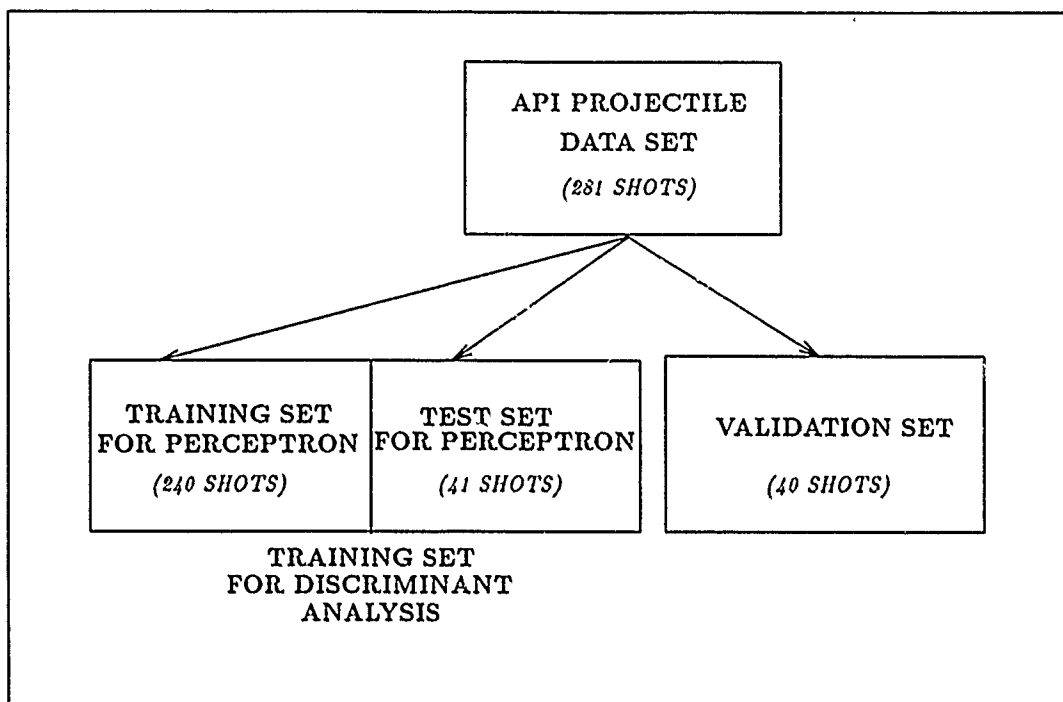 API PROJECTILE
DATA SET
(281 SHOTS)
TRAINING SET
FOR PERCEPTRON
(240 SHOTS)
TEST SET
FOR PERCEPTRON
(41 SHOTS)
VALIDATION SET
(40 SHOTS)
TRAINING SET
FOR DISCRIMINANT
ANALYSIS